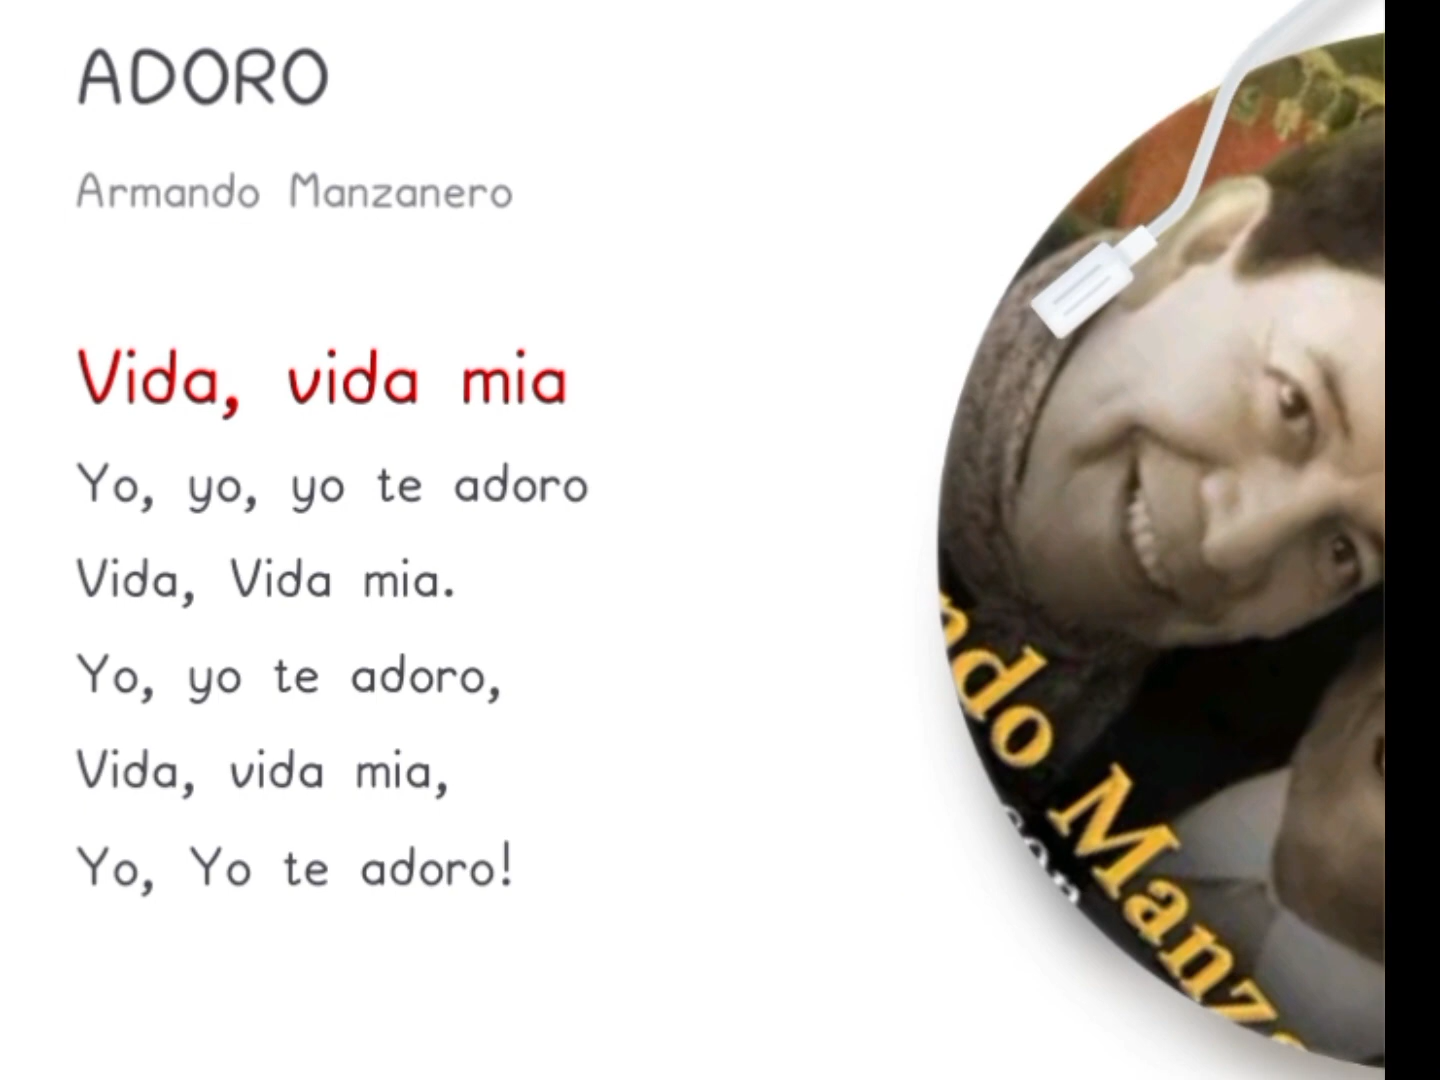 ADORO
Armando Manzanero
Vida, vida mia
Yo, yo, yo te adoro
Vida, Vida mia.
Yo, yo te adoro,
Vida, vida mia,
Yo, Yo te adoro!
ndo Manz
con